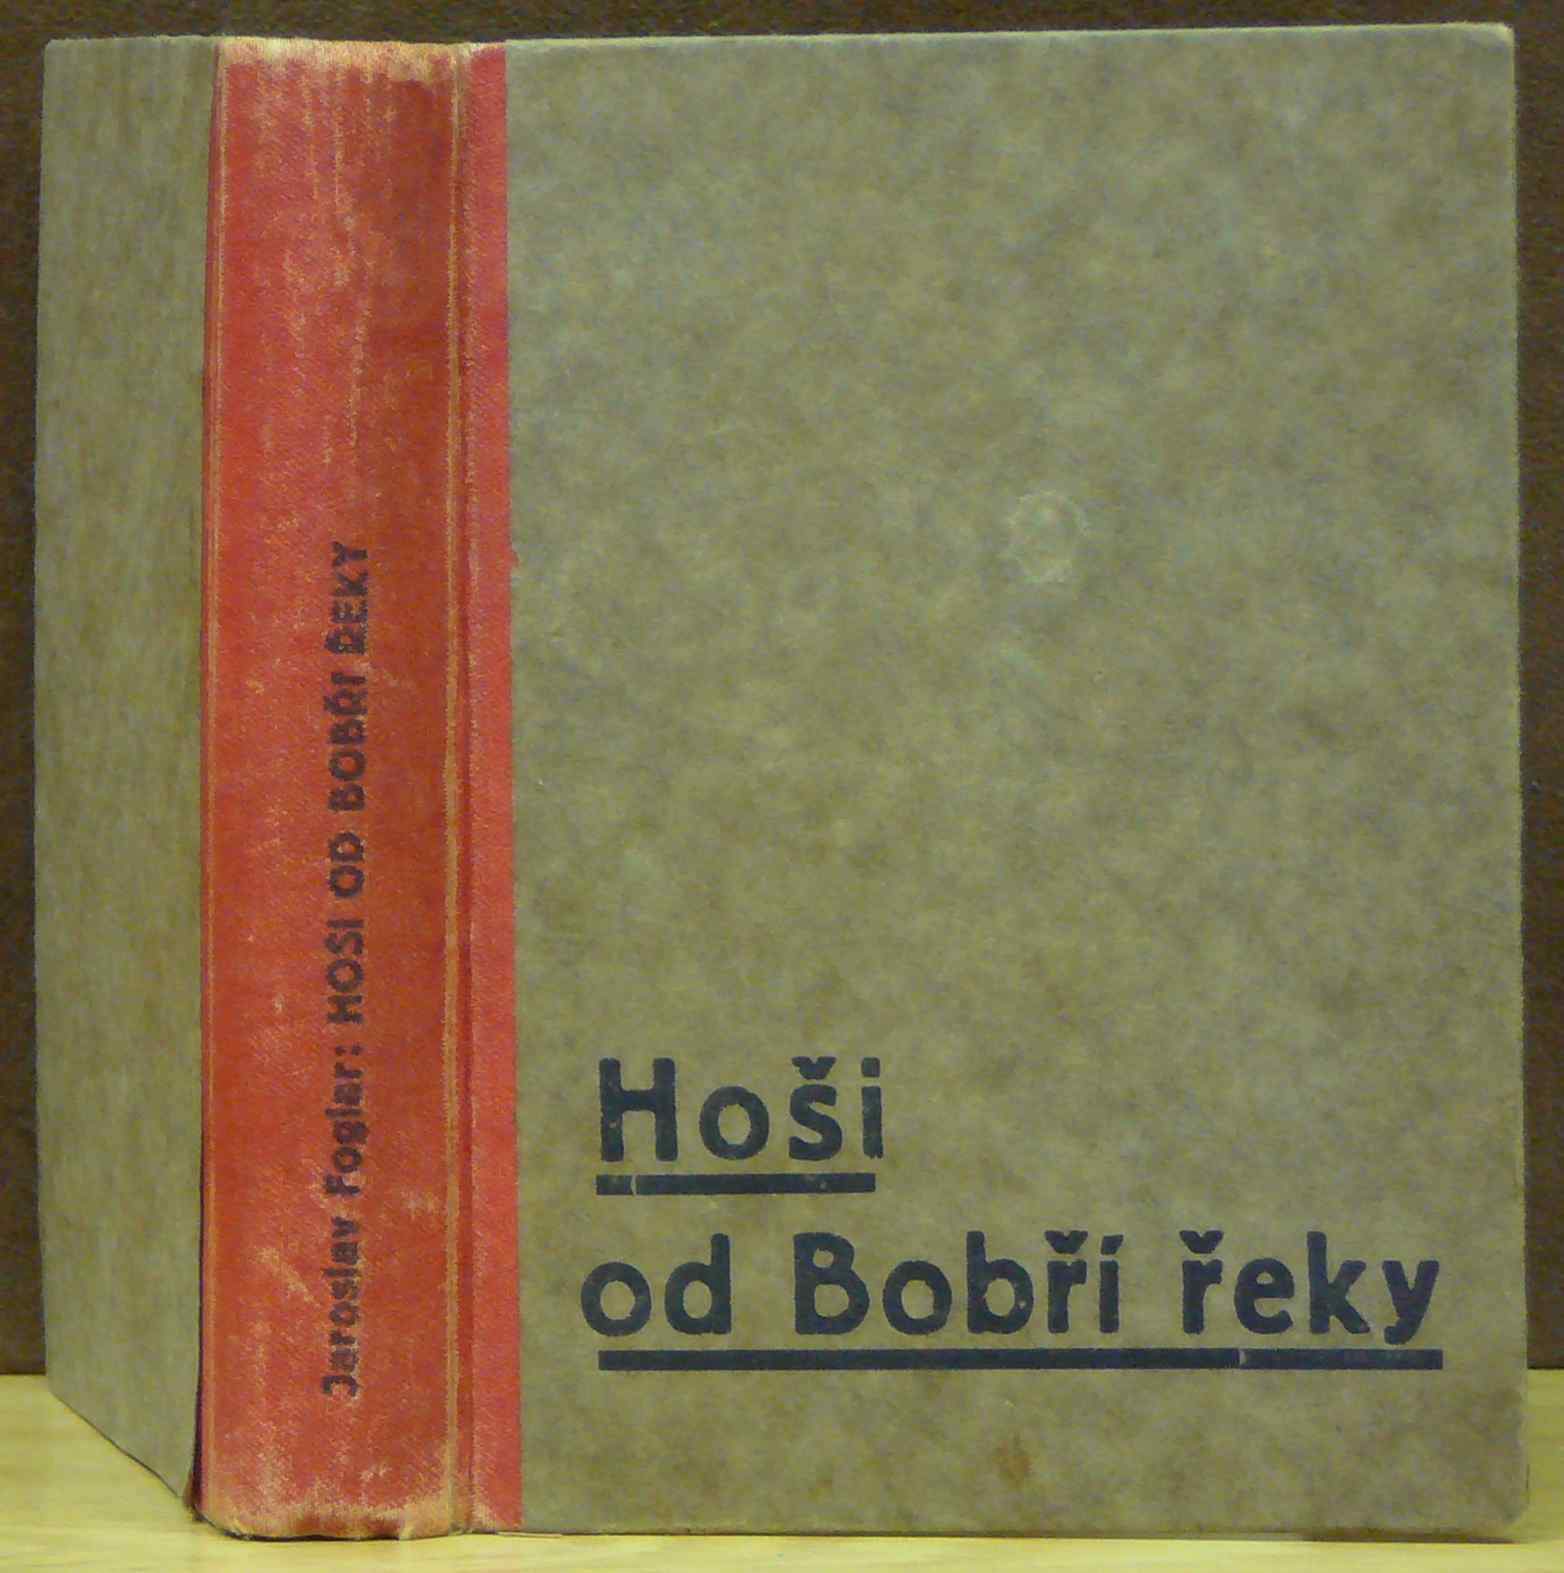 Jaroslav Foglar: HOŠI OD BOBŘÍ ŘEKY
Hoši
od Bobří řeky